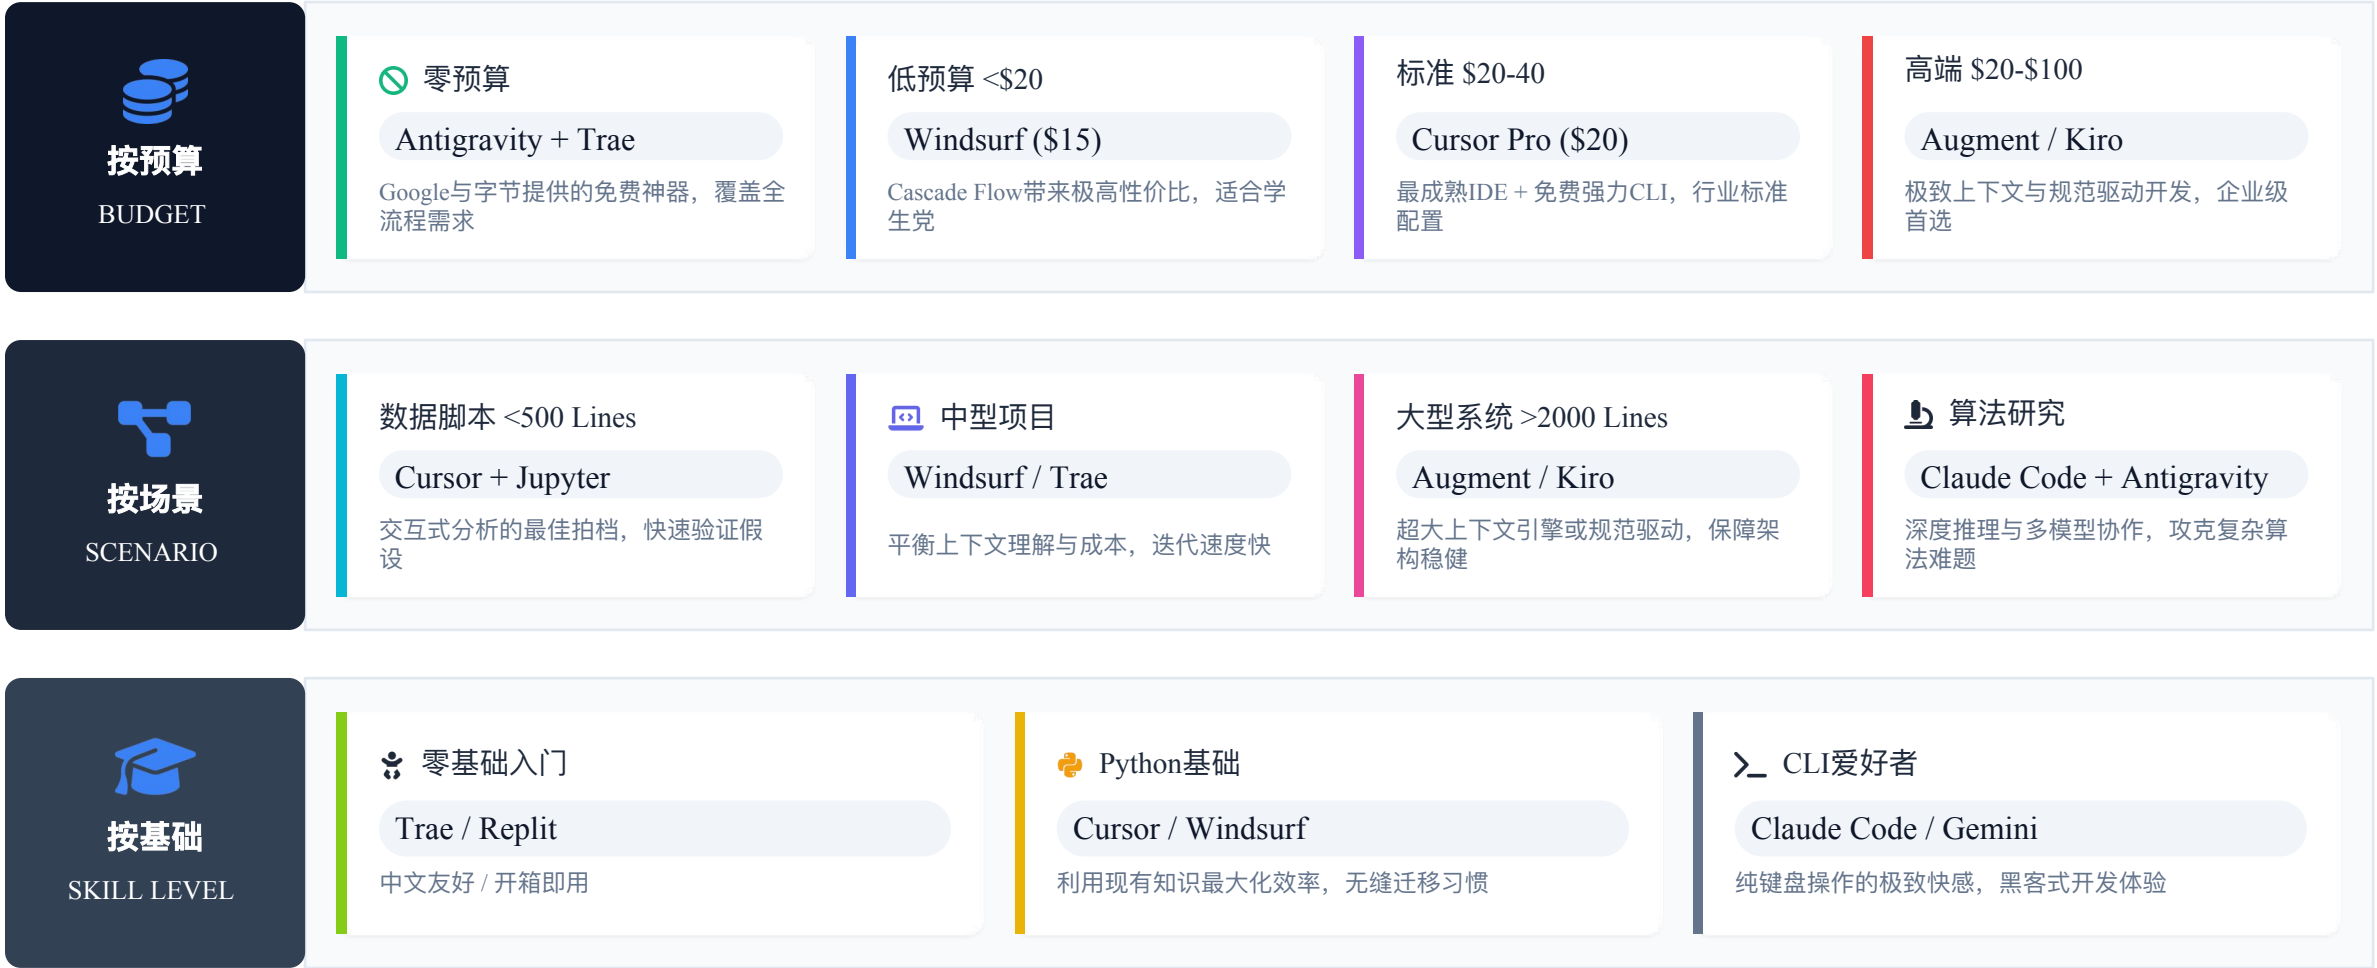 按预算
BUDGET
零预算
Antigravity + Trae
Google与字节提供的免费神器，覆盖全
流程需求
低预算 <$20
Windsurf ($15)
Cascade Flow带来极高性价比，适合学
生党
标准 $20-40
Cursor Pro ($20)
最成熟IDE + 免费强力CLI，行业标准
配置
高端 $20-$100
Augment / Kiro
极致上下文与规范驱动开发，企业级
首选
按场景
SCENARIO
数据脚本 <500 Lines
Cursor + Jupyter
交互式分析的最佳拍档，快速验证假
设
中型项目
Windsurf / Trae
平衡上下文理解与成本，迭代速度快
大型系统 >2000 Lines
Augment / Kiro
超大上下文引擎或规范驱动，保障架
构稳健
算法研究
Claude Code + Antigravity
深度推理与多模型协作，攻克复杂算
法难题
按基础
SKILL LEVEL
零基础入门
Trae / Replit
中文友好 / 开箱即用
Python基础
Cursor / Windsurf
利用现有知识最大化效率，无缝迁移习惯
CLI爱好者
Claude Code / Gemini
纯键盘操作的极致快感，黑客式开发体验